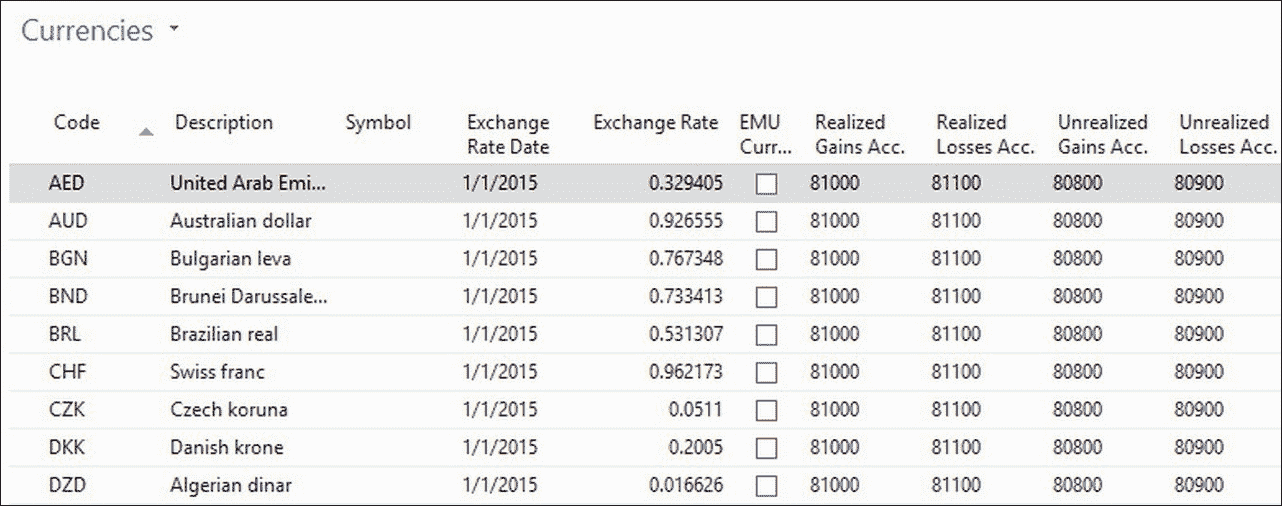 Currencies
Code Description Symbol Exchange Rate Date Exchange Rate EMU Curr... Realized Gains Acc. Realized Losses Acc. Unrealized Gains Acc. Unrealized Losses Acc.
AED United Arab Emi... 1/1/2015 0.329405 81000 81100 80800 80900
AUD Australian dollar 1/1/2015 0.926555 81000 81100 80800 80900
BGN Bulgarian leva 1/1/2015 0.767348 81000 81100 80800 80900
BND Brunei Darussale... 1/1/2015 0.733413 81000 81100 80800 80900
BRL Brazilian real 1/1/2015 0.531307 81000 81100 80800 80900
CHF Swiss franc 1/1/2015 0.962173 81000 81100 80800 80900
CZK Czech koruna 1/1/2015 0.0511 81000 81100 80800 80900
DKK Danish krone 1/1/2015 0.2005 81000 81100 80800 80900
DZD Algerian dinar 1/1/2015 0.016626 81000 81100 80800 80900